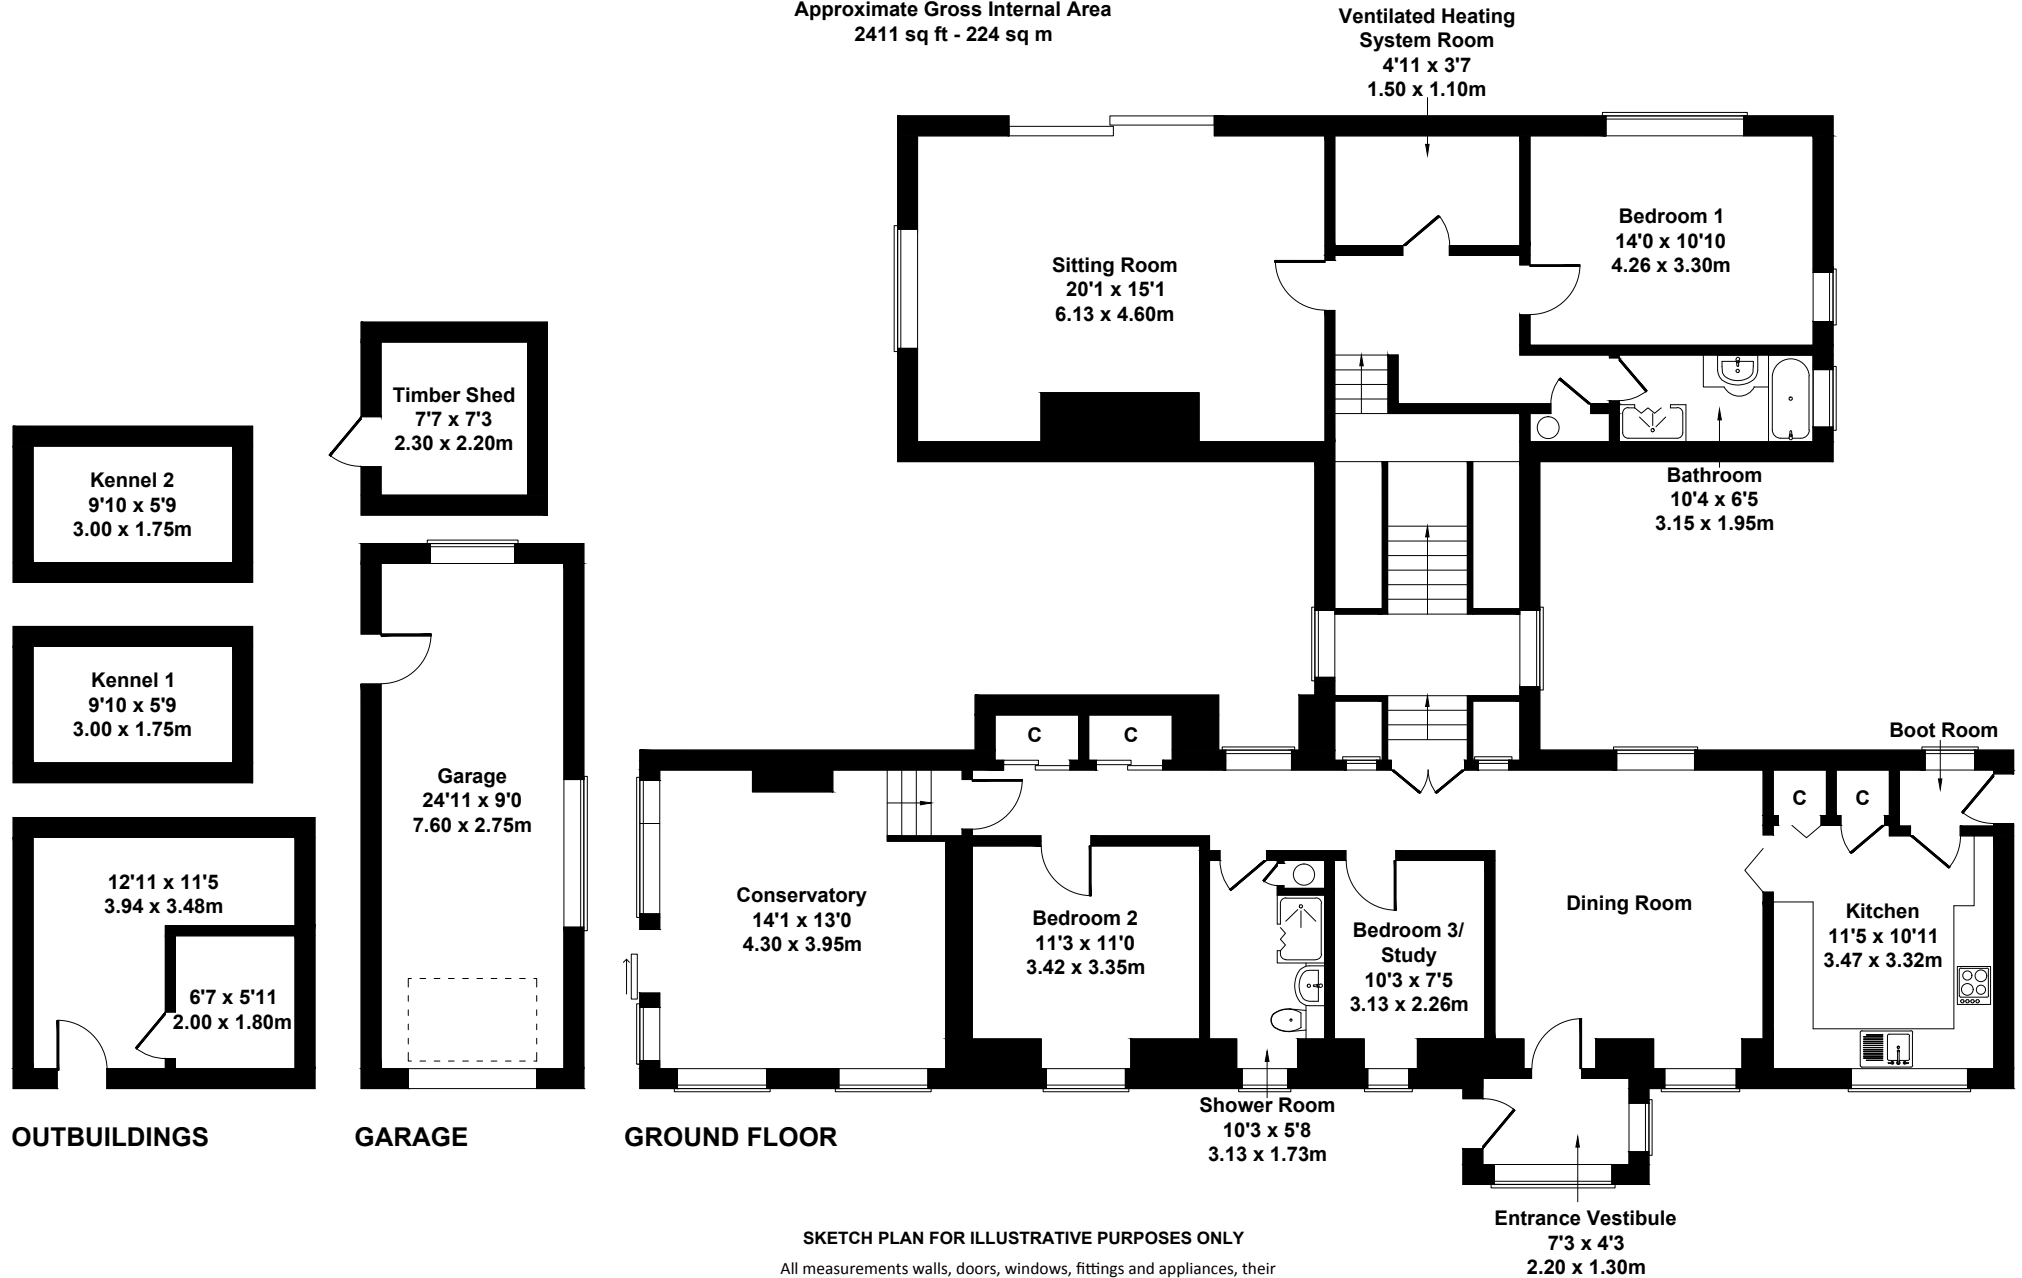 Approximate Gross Internal Area
2411 sq ft - 224 sq m
Ventilated Heating
System Room
4'11 x 3'7
1.50 x 1.10m
Sitting Room
20'1 x 15'1
6.13 x 4.60m
Bedroom 1
14'0 x 10'10
4.26 x 3.30m
Bathroom
10'4 x 6'5
3.15 x 1.95m
Timber Shed
7'7 x 7'3
2.30 x 2.20m
Kennel 2
9'10 x 5'9
3.00 x 1.75m
Kennel 1
9'10 x 5'9
3.00 x 1.75m
Garage
24'11 x 9'0
7.60 x 2.75m
12'11 x 11'5
3.94 x 3.48m
6'7 x 5'11
2.00 x 1.80m
C
C
Boot Room
C
C
Conservatory
14'1 x 13'0
4.30 x 3.95m
Bedroom 2
11'3 x 11'0
3.42 x 3.35m
Bedroom 3/
Study
10'3 x 7'5
3.13 x 2.26m
Dining Room
Kitchen
11'5 x 10'11
3.47 x 3.32m
Shower Room
10'3 x 5'8
3.13 x 1.73m
Entrance Vestibule
7'3 x 4'3
2.20 x 1.30m
OUTBUILDINGS
GARAGE
GROUND FLOOR
SKETCH PLAN FOR ILLUSTRATIVE PURPOSES ONLY
All measurements walls, doors, windows, fittings and appliances, their